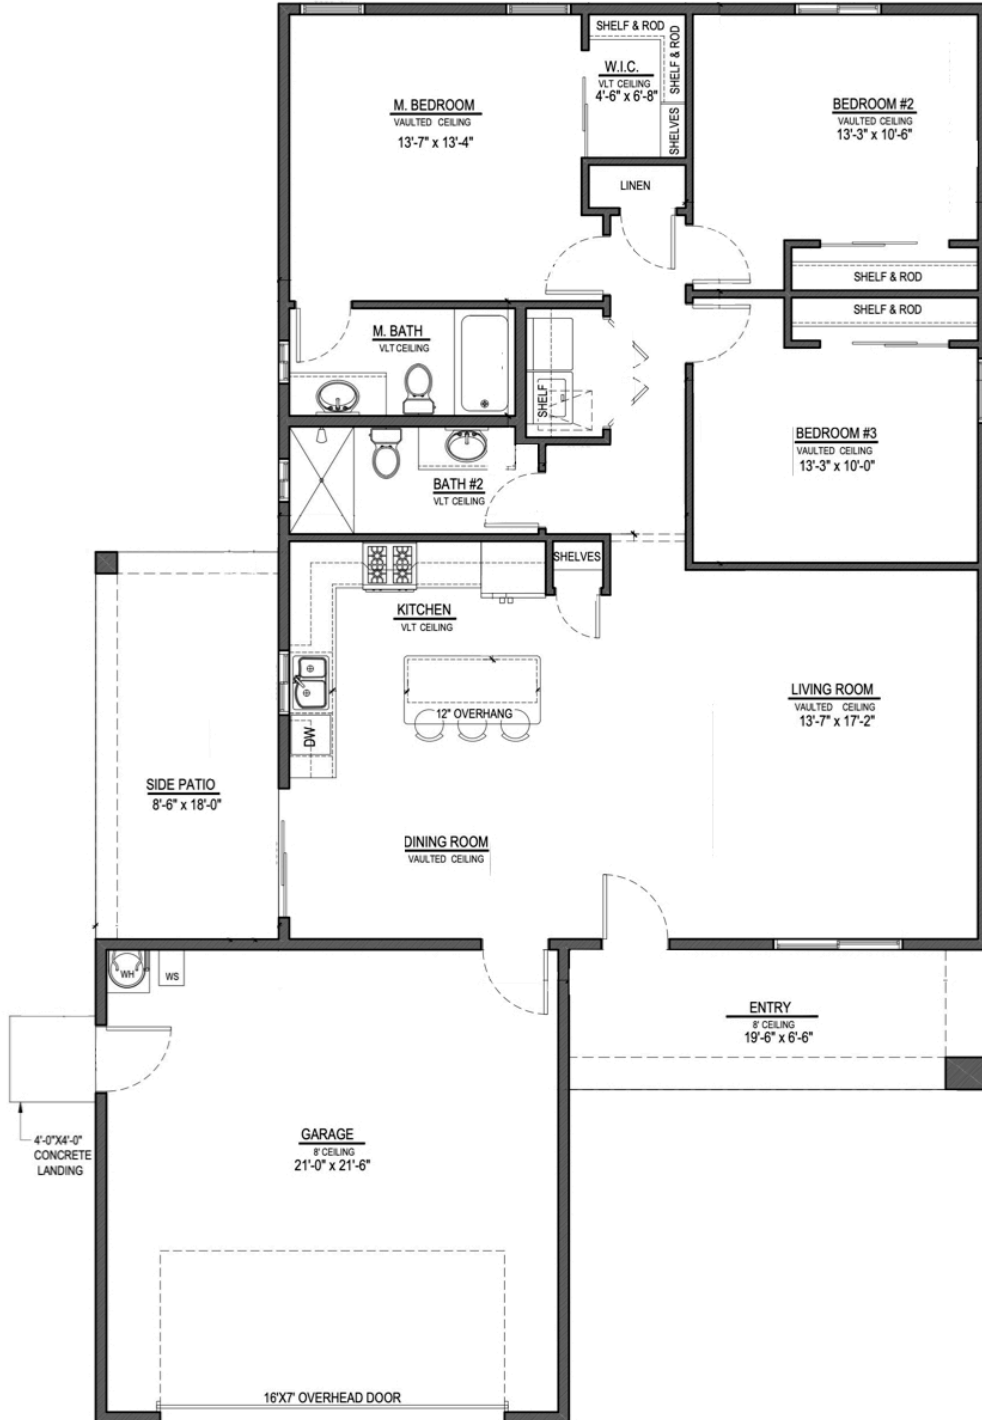 SHELF & ROD
SHELF & ROD
SHELVES
W.I.C.
VLT CEILING
4'-6" x 6'-8"
M. BEDROOM
VAULTED CEILING
13'-7" x 13'-4"
BEDROOM #2
VAULTED CEILING
13'-3" x 10'-6"
LINEN
SHELF & ROD
SHELF & ROD
M. BATH
VLT CEILING
SHELF
BEDROOM #3
VAULTED CEILING
13'-3" x 10'-0"
BATH #2
VLT CEILING
SHELVES
KITCHEN
VLT CEILING
LIVING ROOM
VAULTED CEILING
13'-7" x 17'-2"
12" OVERHANG
DW
SIDE PATIO
8'-6" x 18'-0"
DINING ROOM
VAULTED CEILING
WH
WS
ENTRY
8' CEILING
19'-6" x 6'-6"
4'-0"X4'-0"
CONCRETE
LANDING
GARAGE
8' CEILING
21'-0" x 21'-6"
16'X7' OVERHEAD DOOR